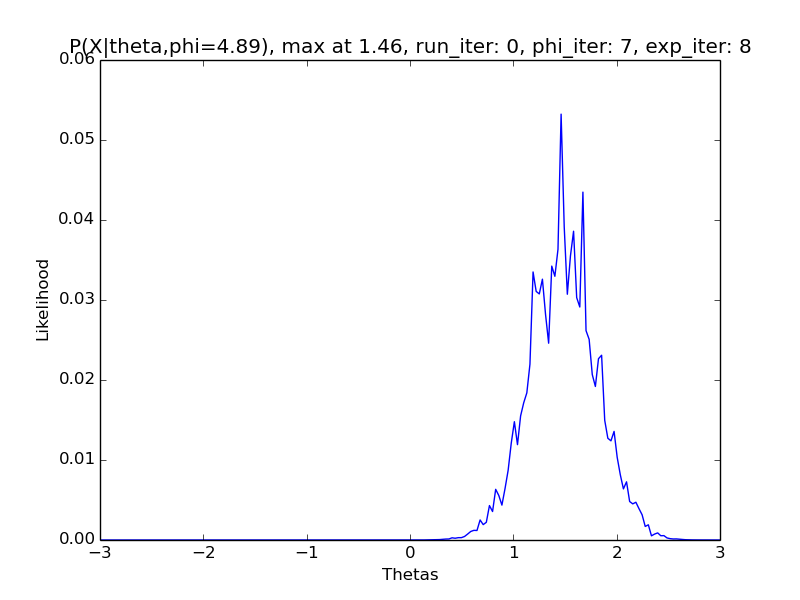 P(X|theta,phi=4.89), max at 1.46, run_iter: 0, phi_iter: 7, exp_iter: 8
0.06
0.05
0.04
0.03
0.02
0.01
0.00
Likelihood
−3 −2 −1 0 1 2 3
Thetas